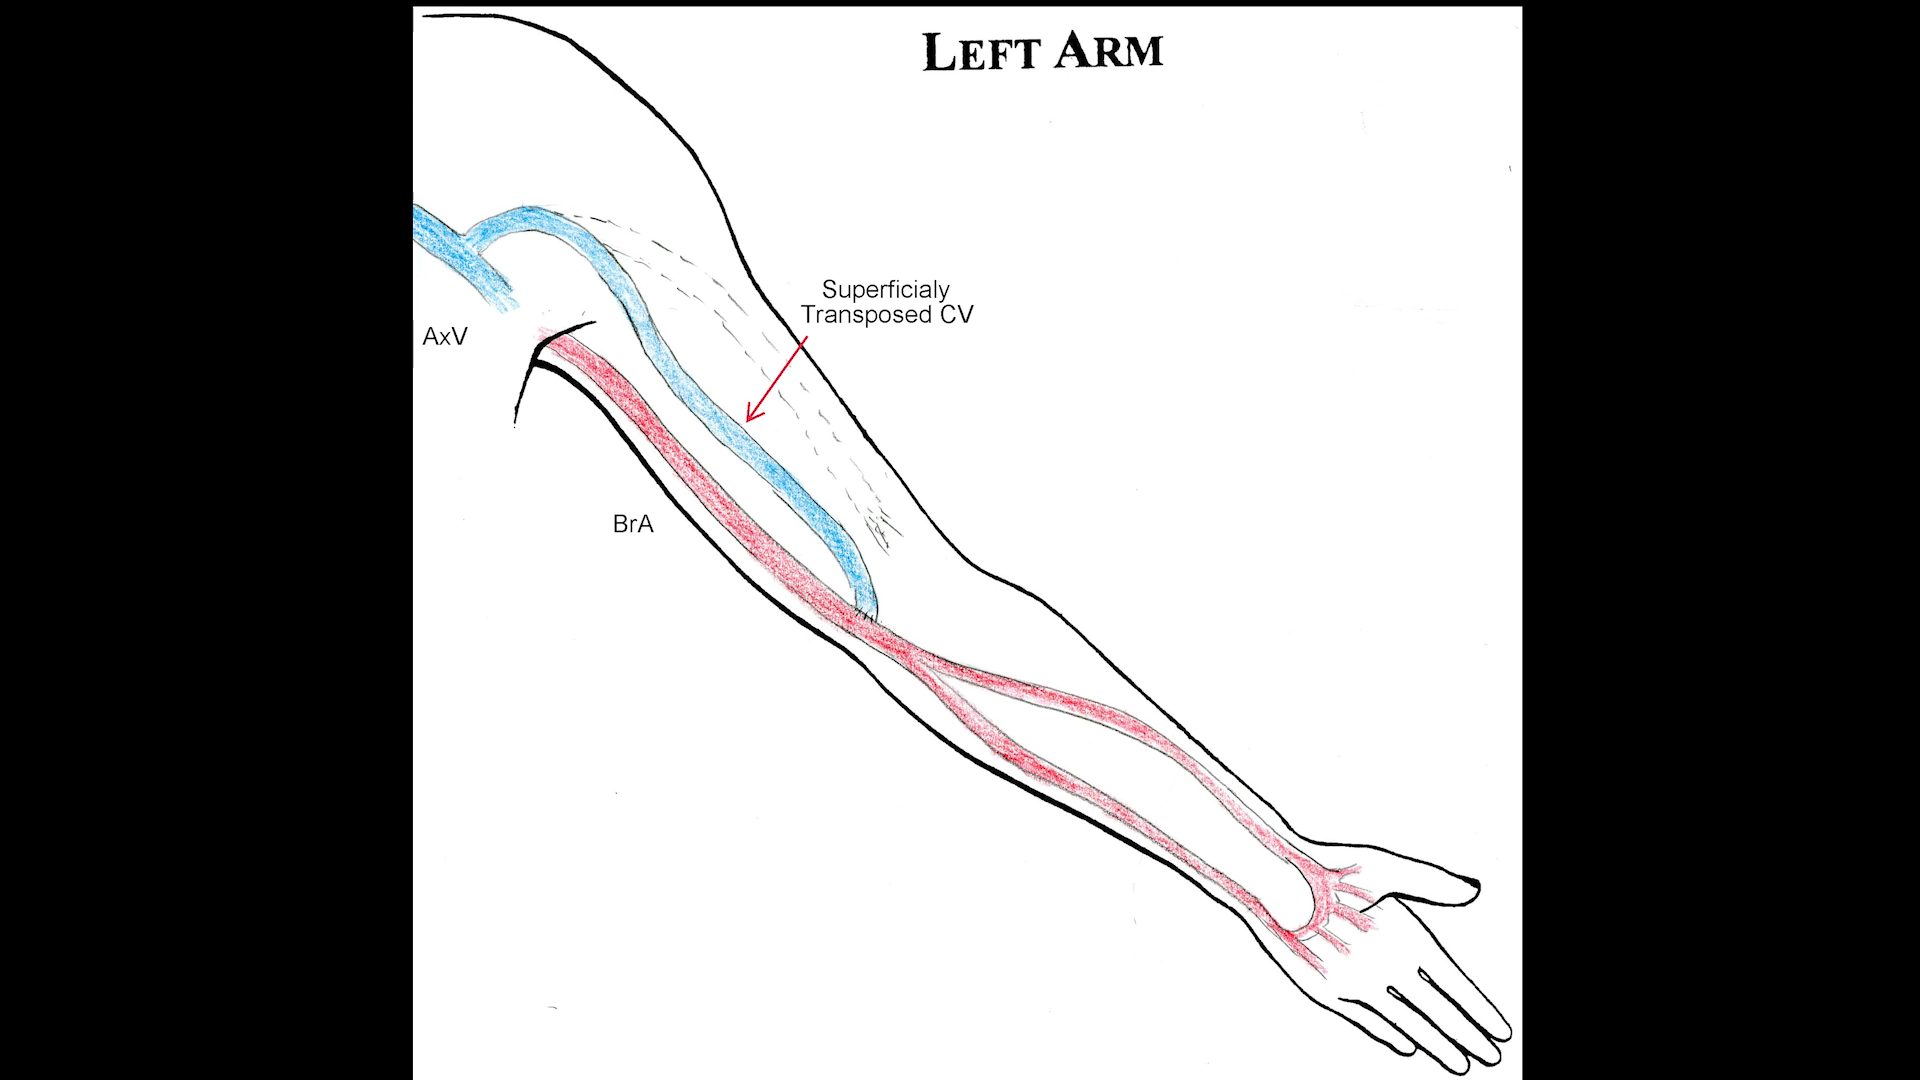 LEFT ARM
Superficialy
Transposed CV
AxV
BrA